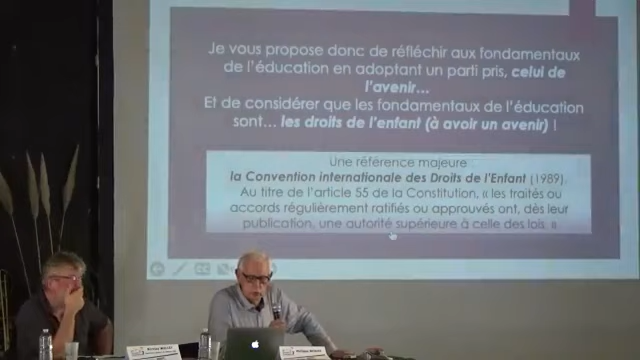 Je vous propose donc de réfléchir aux fondamentaux
de l'éducation en adoptant un parti pris, celui de
l'avenir...
Et de considérer que les fondamentaux de l'éducation
sont... les droits de l'enfant (à avoir un avenir) !
Une référence majeure :
la Convention internationale des Droits de l'Enfant (1989).
Au titre de l'article 55 de la Constitution, « les traités ou
accords régulièrement ratifiés ou approuvés ont, dès leur
publication, une autorité supérieure à celle des lois. «